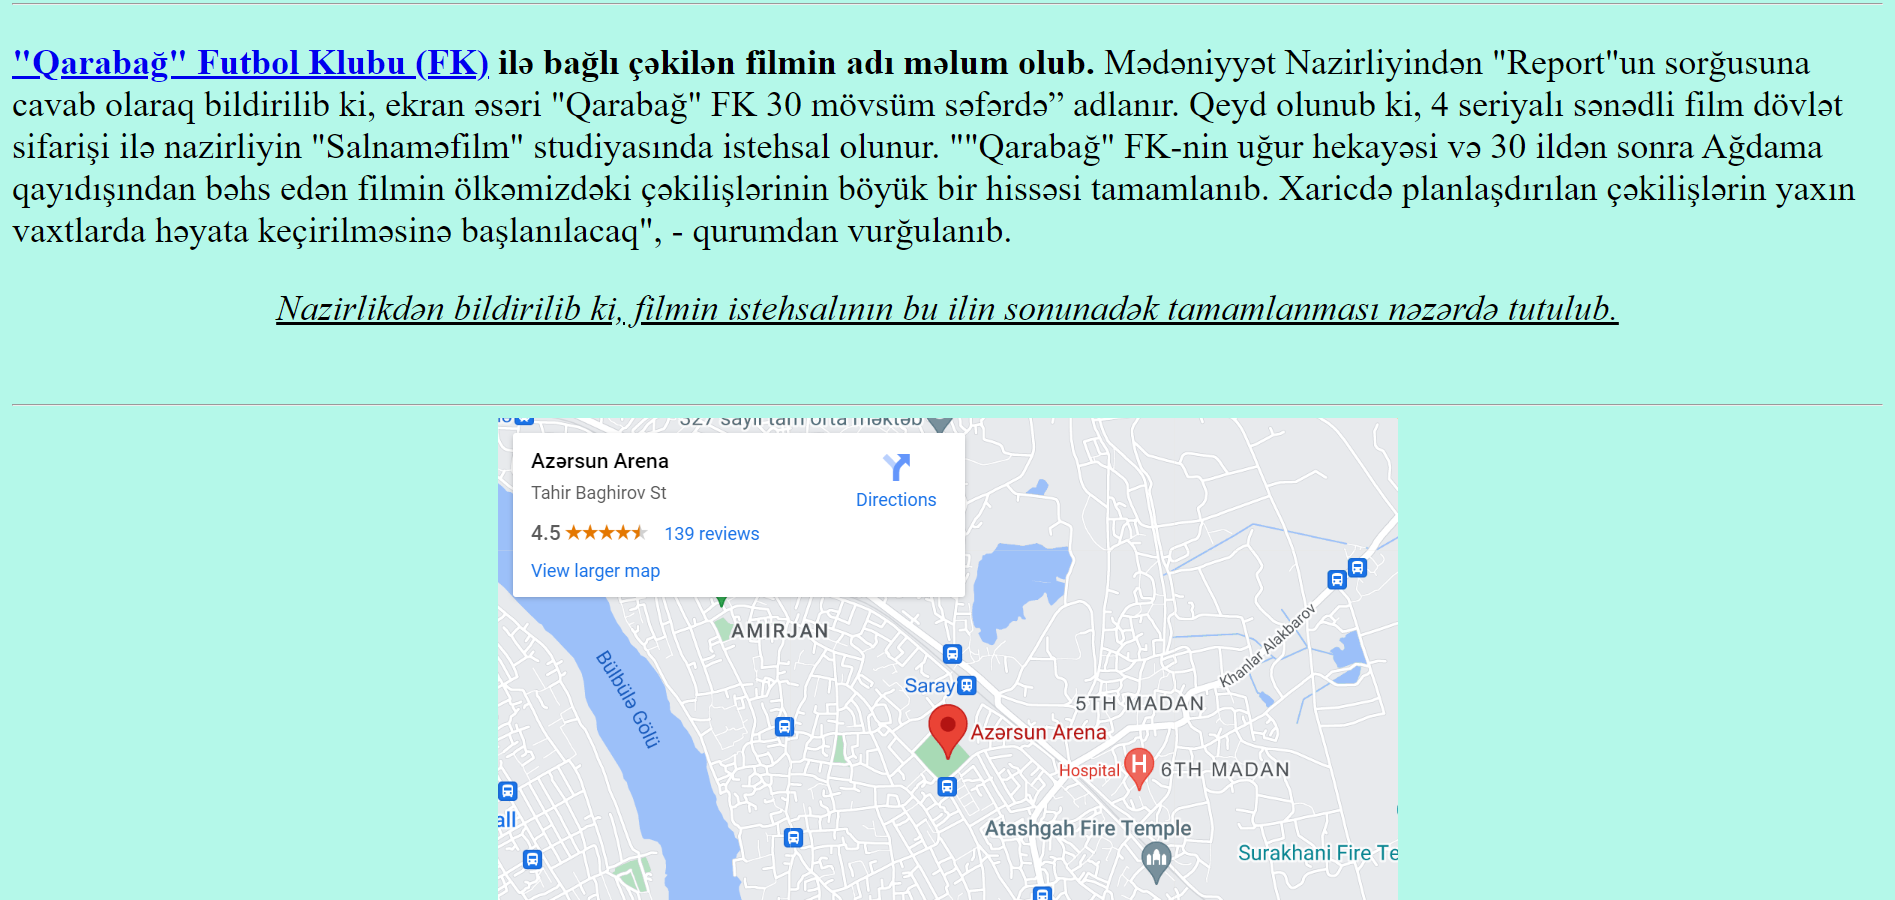 "Qarabağ" Futbol Klubu (FK) ilə bağlı çəkilən filmin adı məlum olub. Mədəniyyət Nazirliyindən "Report"un sorğusuna
cavab olaraq bildirilib ki, ekran əsəri "Qarabağ" FK 30 mövsüm səfərdə” adlanır. Qeyd olunub ki, 4 seriyalı sənədli film dövlət
sifarişi ilə nazirliyin "Salnaməfilm" studiyasında istehsal olunur. ""Qarabağ" FK-nin uğur hekayəsi və 30 ildən sonra Ağdama
qayıdışından bəhs edən filmin ölkəmizdəki çəkilişlərinin böyük bir hissəsi tamamlanıb. Xaricdə planlaşdırılan çəkilişlərin yaxın
vaxtlarda həyata keçirilməsinə başlanılacaq", - qurumdan vurğulanıb.
Nazirlikdən bildirilib ki, filmin istehsalının bu ilin sonunadək tamamlanması nəzərdə tutulub.
327 sayli tam orta məktəb
Azərsun Arena
Tahir Baghirov St
Directions
4.5 139 reviews
View larger map
AMIRJAN
Khanlar Alakbarov
Bülbülə Gölü
Saray
5TH MADAN
Azərsun Arena
Hospital H 6TH MADAN
all
Atashgah Fire Temple
Surakhani Fire Te